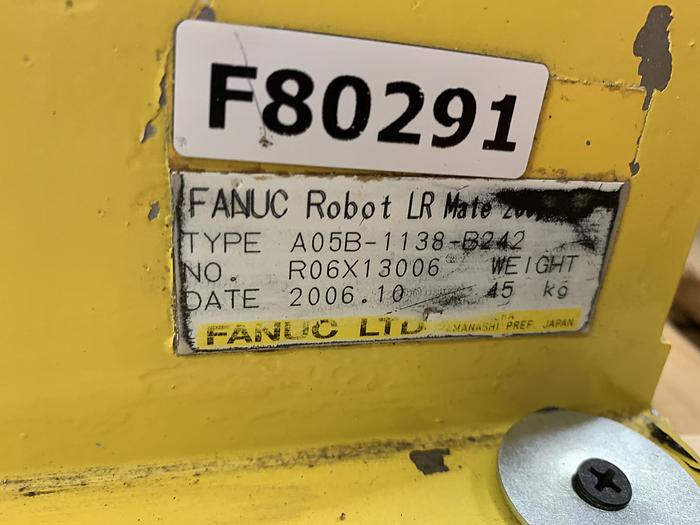 F80291
FANUC Robot LR Mate
TYPE A05B-1138-B242
NO. R06X13006 WEIGHT
DATE 2006.10 45 kg
FANUC LTD YAMANASHI PREF. JAPAN